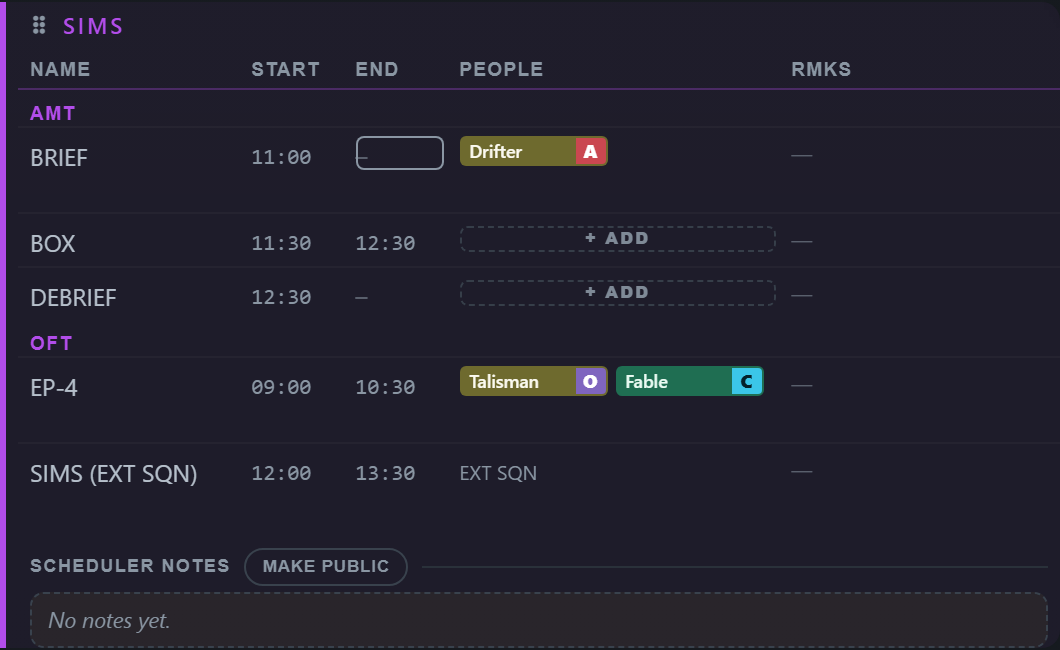 SIMS
NAME START END PEOPLE RMKS
AMT
BRIEF 11:00 — Drifter A —
BOX 11:30 12:30 + ADD —
DEBRIEF 12:30 — + ADD —
OFT
EP-4 09:00 10:30 Talisman O Fable C —
SIMS (EXT SQN) 12:00 13:30 EXT SQN —
SCHEDULER NOTES MAKE PUBLIC
No notes yet.